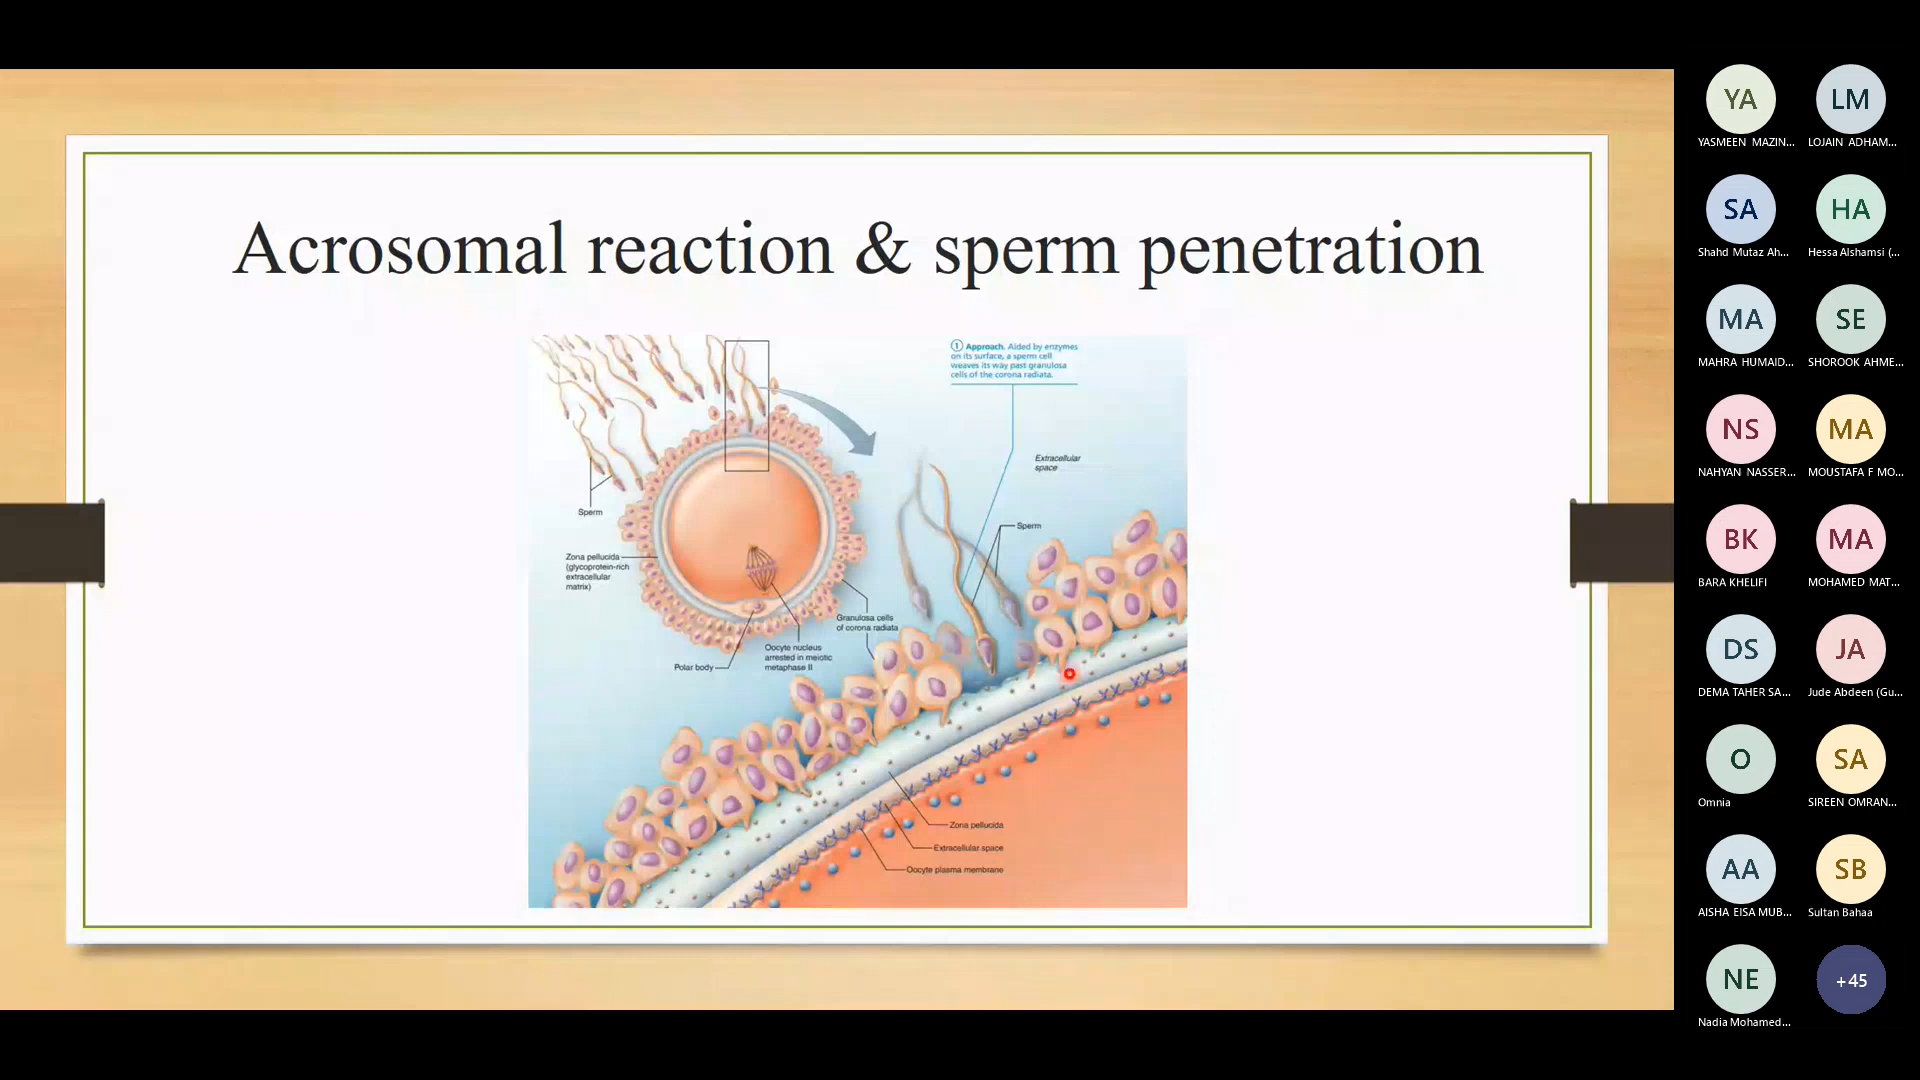 Acrosomal reaction & sperm penetration
1 Approach. Aided by enzymes
on its surface, a sperm cell
weaves its way past granulosa
cells of the corona radiata.
Extracellular
space
Sperm
Sperm
Zona pellucida
(glycoprotein-rich
extracellular
matrix)
Granulosa cells
of corona radiata
Oocyte nucleus
arrested in meiotic
metaphase II
Polar body
Zona pellucida
Extracellular space
Oocyte plasma membrane
YA
YASMEEN MAZIN...
LM
LOJAIN ADHAM...
SA
Shahd Mutaz Ah...
HA
Hessa Alshamsi (...
MA
MAHRA HUMAID...
SE
SHOROOK AHME...
NS
NAHYAN NASSER...
MA
MOUSTAFA F MO...
BK
BARA KHELIFI
MA
MOHAMED MAT...
DS
DEMA TAHER SA...
JA
Jude Abdeen (Gu...
O
Omnia
SA
SIREEN OMRAN...
AA
AISHA EISA MUB...
SB
Sultan Bahaa
NE
Nadia Mohamed...
+45